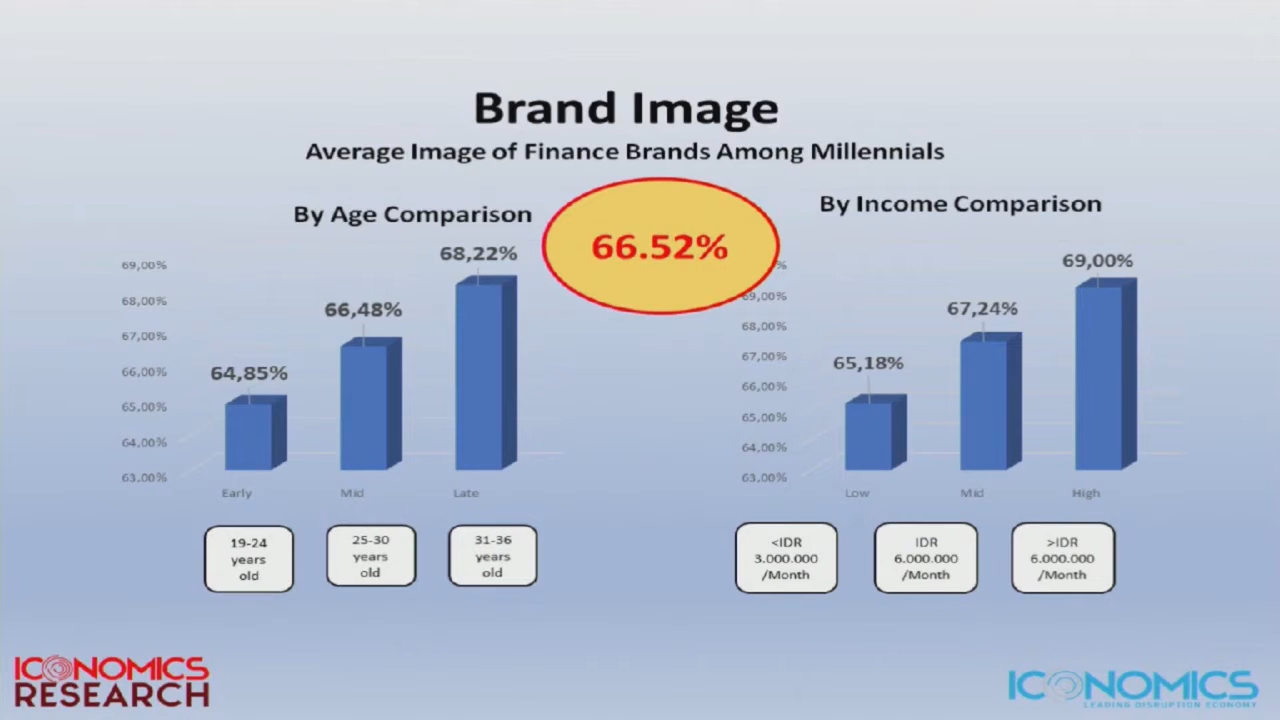 Brand Image
Average Image of Finance Brands Among Millennials
By Age Comparison
66.52%
By Income Comparison
69,00%
68,00%
67,00%
66,00%
65,00%
64,00%
63,00%
64,85%
66,48%
68,22%
Early
Mid
Late
19-24
years
old
25-30
years
old
31-36
years
old
%
69,00%
68,00%
67,00%
66,00%
65,00%
64,00%
63,00%
65,18%
67,24%
69,00%
Low
Mid
High
<IDR
3.000.000
/Month
IDR
6.000.000
/Month
>IDR
6.000.000
/Month
ICONOMICS
RESEARCH
ICONOMICS
LEADING DISRUPTION ECONOMY